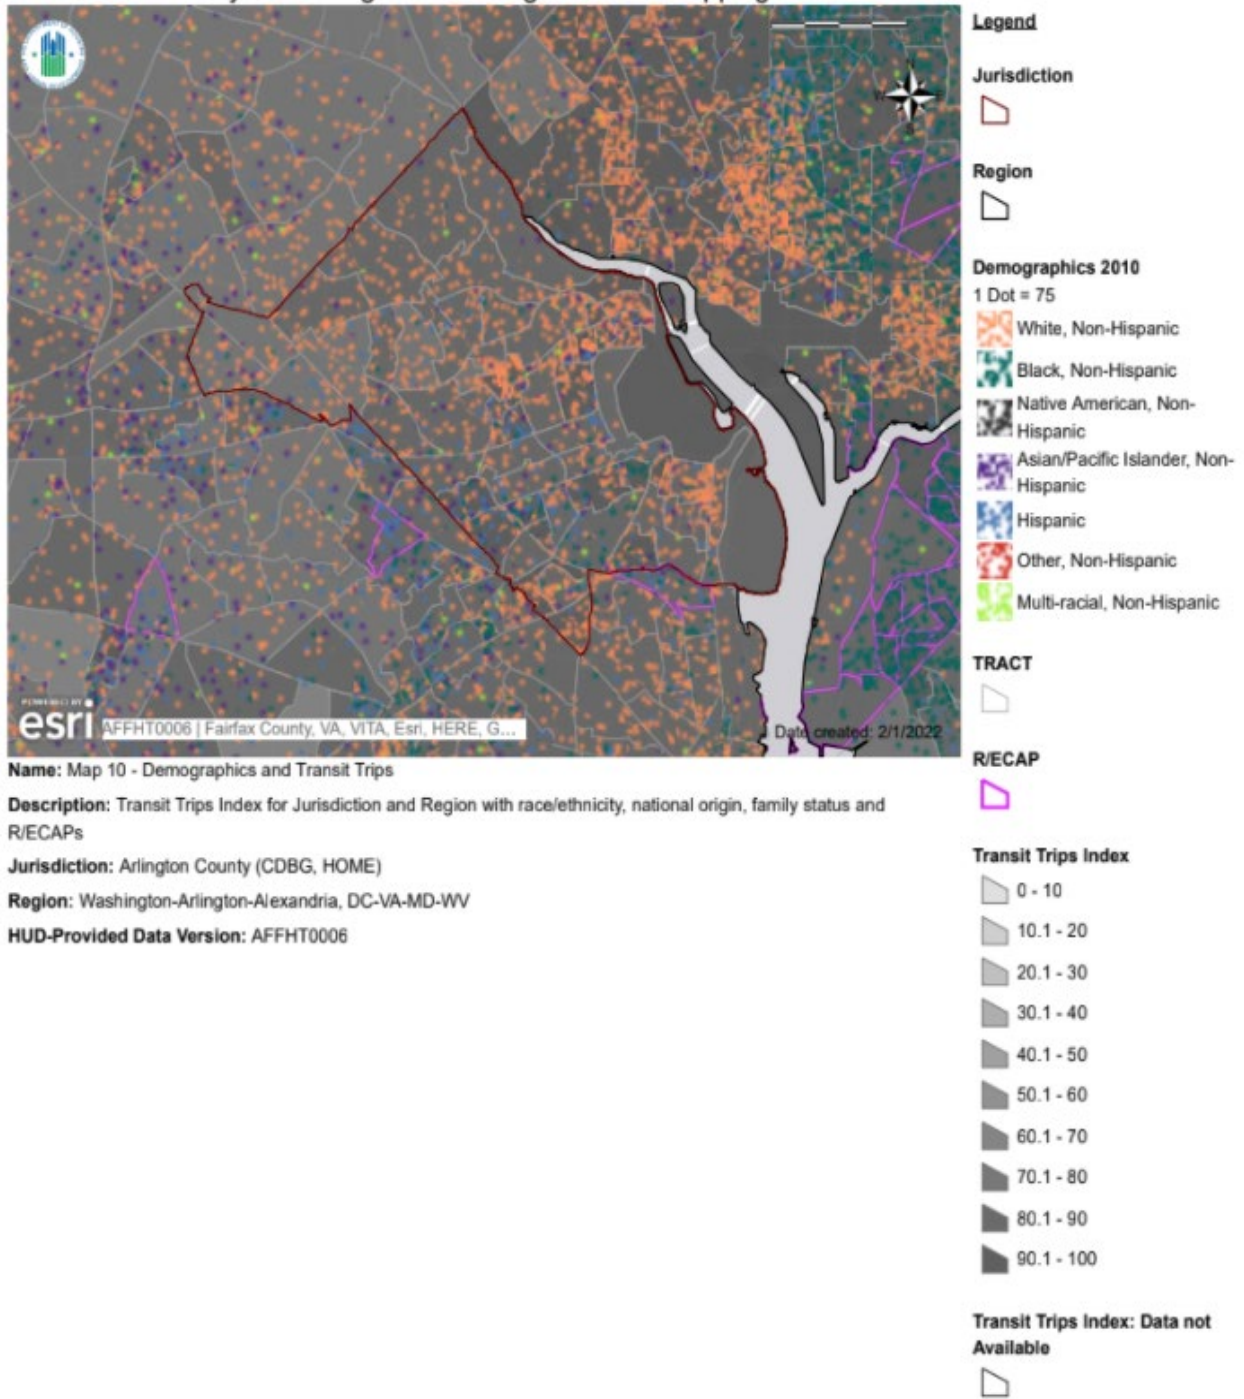 Legend
Jurisdiction
Region
Demographics 2010
1 Dot = 75
White, Non-Hispanic
Black, Non-Hispanic
Native American, Non-
Hispanic
Asian/Pacific Islander, Non-
Hispanic
Hispanic
Other, Non-Hispanic
Multi-racial, Non-Hispanic
TRACT
R/ECAP
Transit Trips Index
0 - 10
10.1 - 20
20.1 - 30
30.1 - 40
40.1 - 50
50.1 - 60
60.1 - 70
70.1 - 80
80.1 - 90
90.1 - 100
Transit Trips Index: Data not
Available
POWERED BY
esri
AFFHT0006 | Fairfax County, VA, VITA, Esri, HERE, G...
Date created: 2/1/2022
Name: Map 10 - Demographics and Transit Trips
Description: Transit Trips Index for Jurisdiction and Region with race/ethnicity, national origin, family status and
R/ECAPs
Jurisdiction: Arlington County (CDBG, HOME)
Region: Washington-Arlington-Alexandria, DC-VA-MD-WV
HUD-Provided Data Version: AFFHT0006